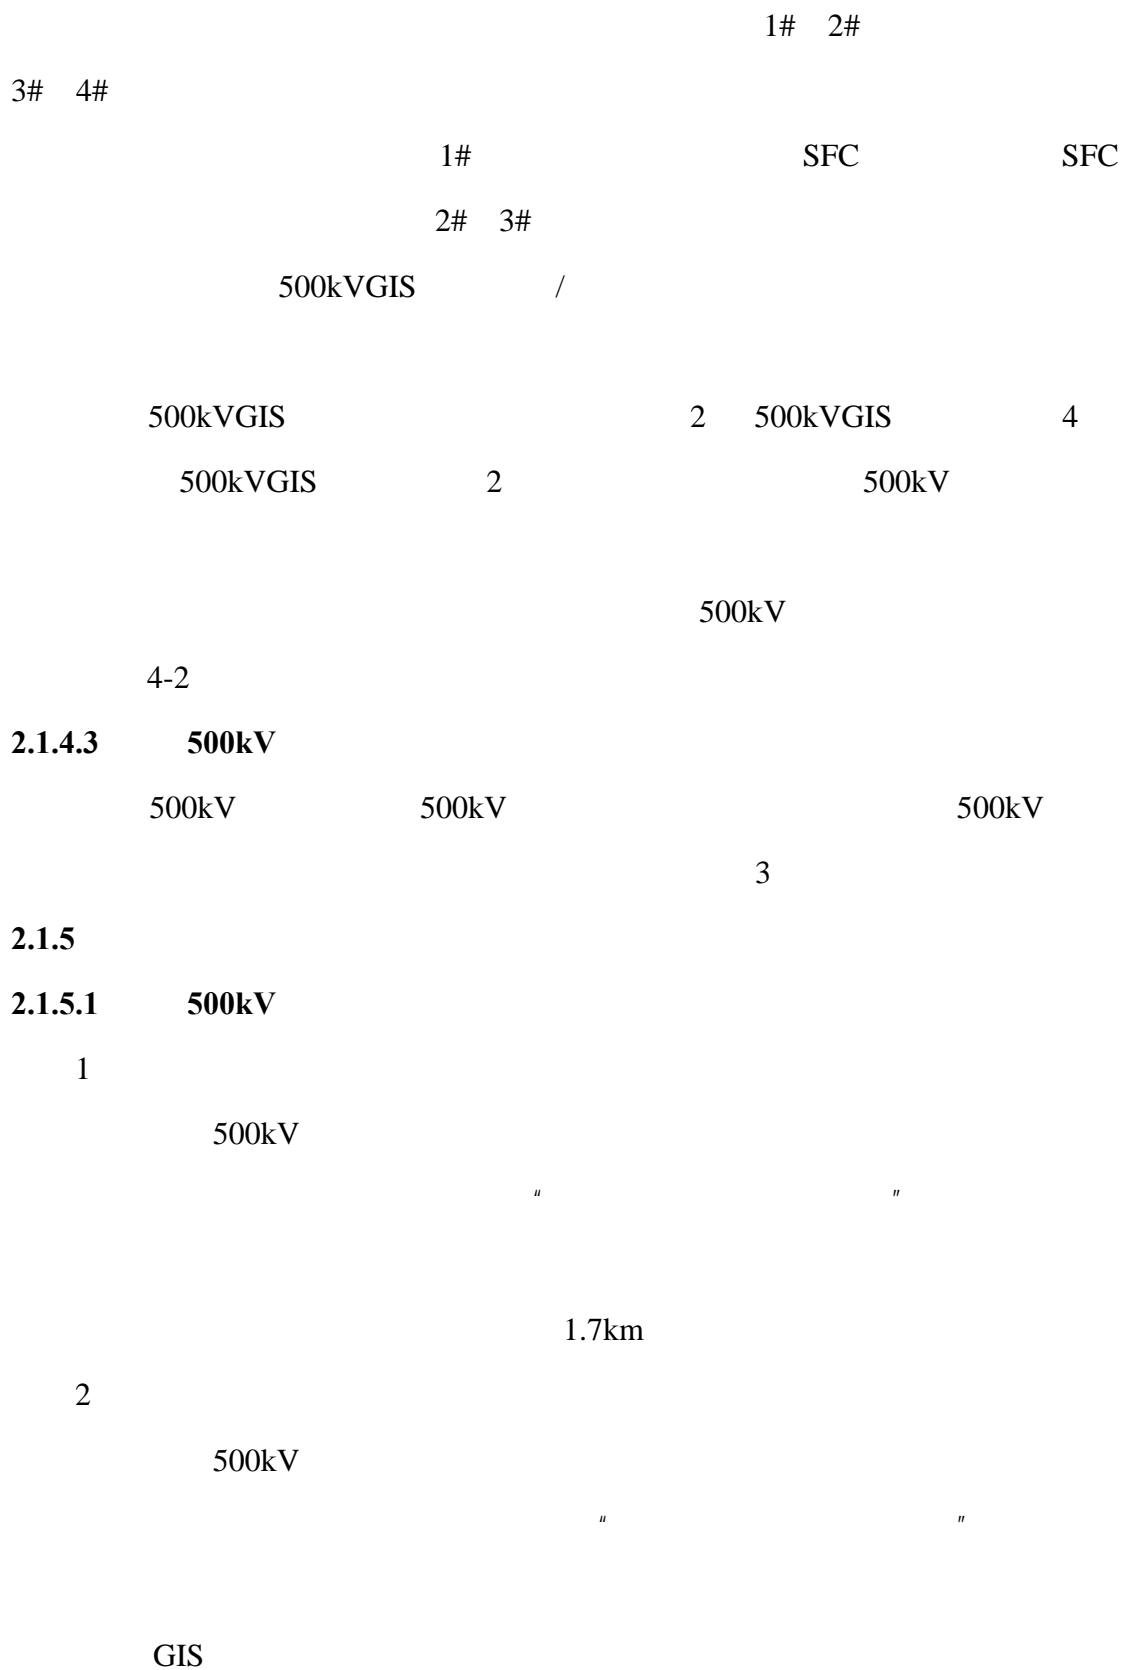 1# 2#
3# 4#
1# SFC SFC
2# 3#
500kVGIS /
500kVGIS 2 500kVGIS 4
500kVGIS 2 500kV
500kV
4-2
2.1.4.3 500kV
500kV 500kV 500kV
3
2.1.5
2.1.5.1 500kV
1
500kV
“ ”
1.7km
2
500kV
“ ”
GIS